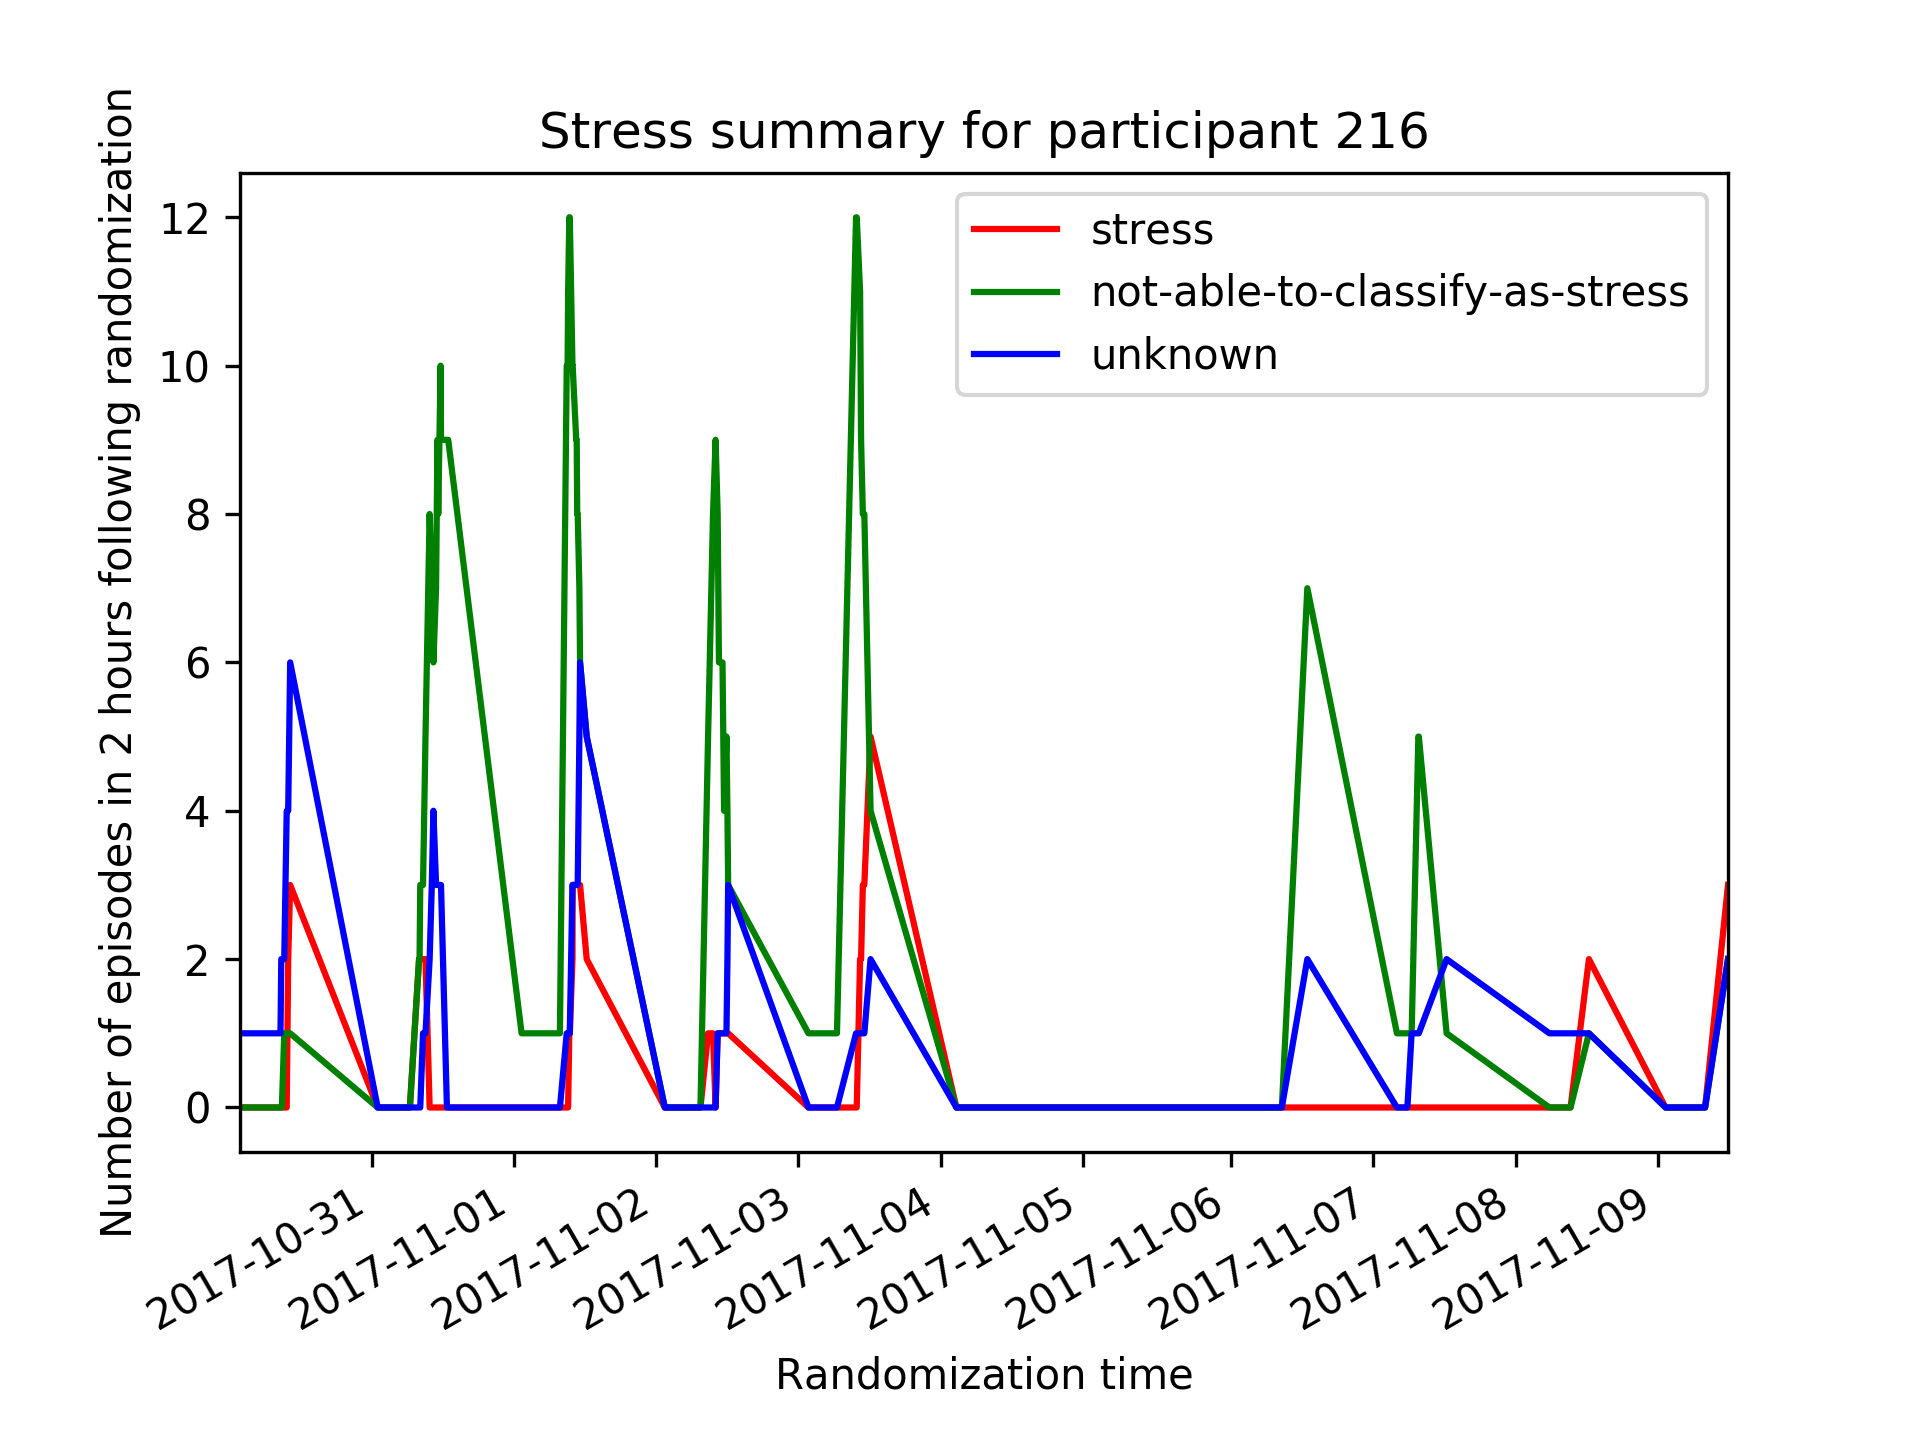 Stress summary for participant 216
Number of episodes in 2 hours following randomization
12
10
8
6
4
2
0
stress
not-able-to-classify-as-stress
unknown
2017-10-31
2017-11-01
2017-11-02
2017-11-03
2017-11-04
2017-11-05
2017-11-06
2017-11-07
2017-11-08
2017-11-09
Randomization time